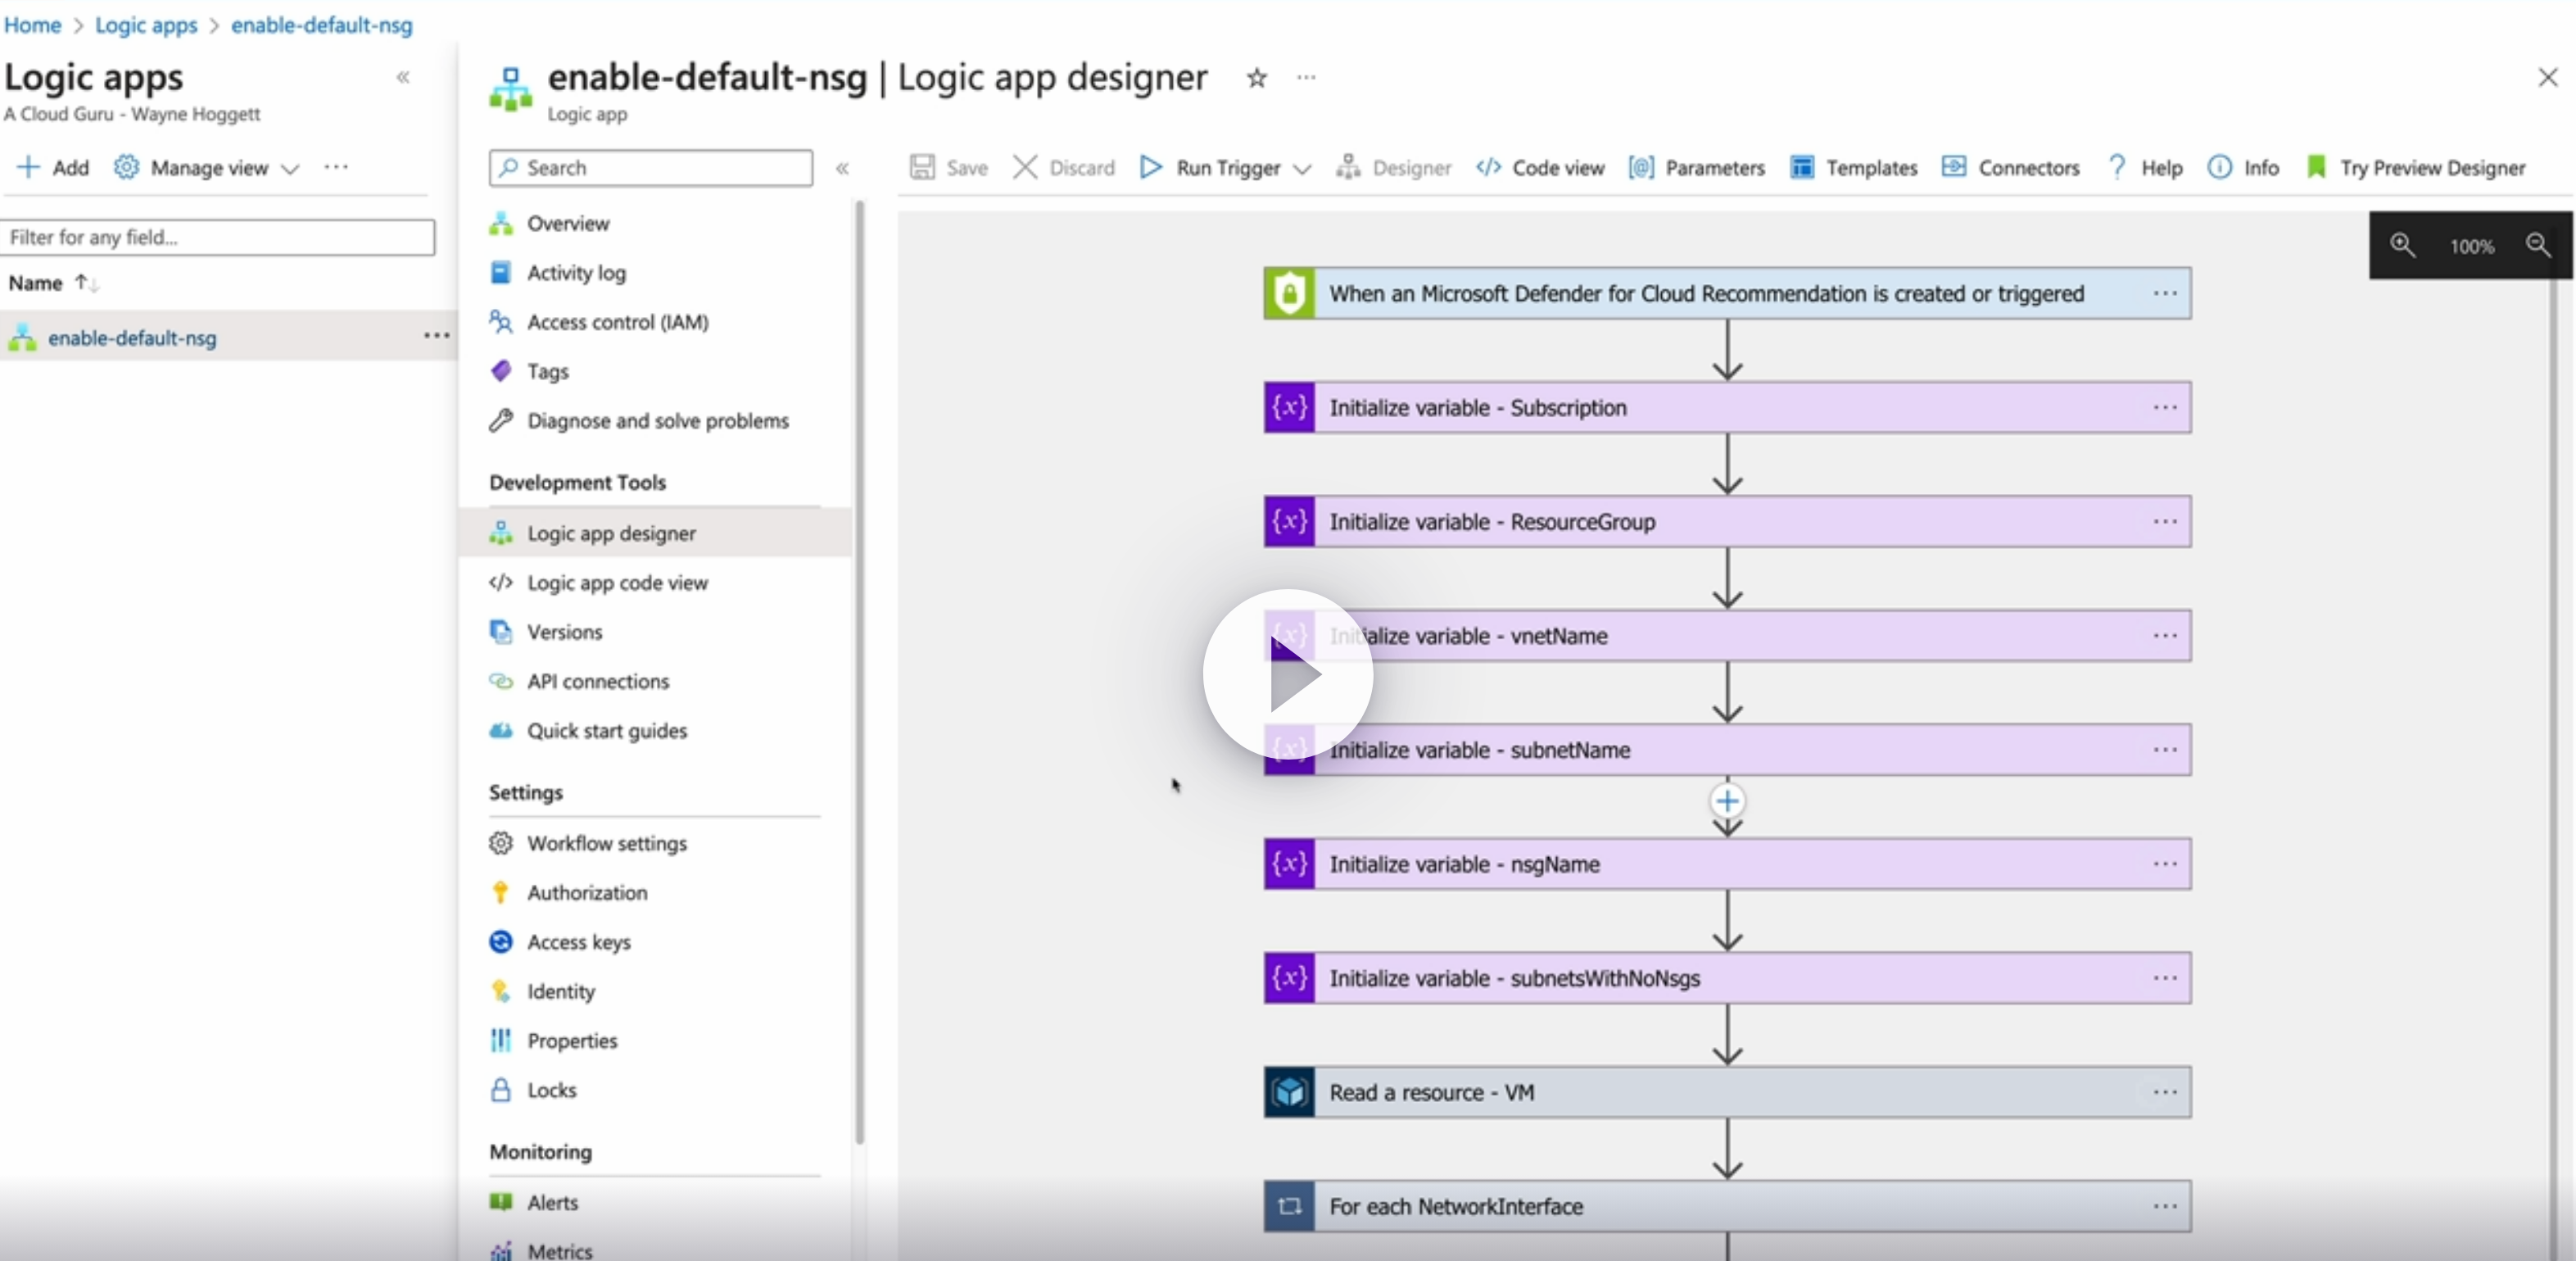 Home > Logic apps > enable-default-nsg
Logic apps
A Cloud Guru - Wayne Hoggett
Add Manage view
Filter for any field...
Name
enable-default-nsg
enable-default-nsg | Logic app designer
Logic app
Search
Overview
Activity log
Access control (IAM)
Tags
Diagnose and solve problems
Development Tools
Logic app designer
Logic app code view
Versions
API connections
Quick start guides
Settings
Workflow settings
Authorization
Access keys
Identity
Properties
Locks
Monitoring
Alerts
Metrics
Save Discard Run Trigger Designer Code view Parameters Templates Connectors Help Info Try Preview Designer
100%
When an Microsoft Defender for Cloud Recommendation is created or triggered
Initialize variable - Subscription
Initialize variable - ResourceGroup
Initialize variable - vnetName
Initialize variable - subnetName
Initialize variable - nsgName
Initialize variable - subnetsWithNoNsgs
Read a resource - VM
For each NetworkInterface